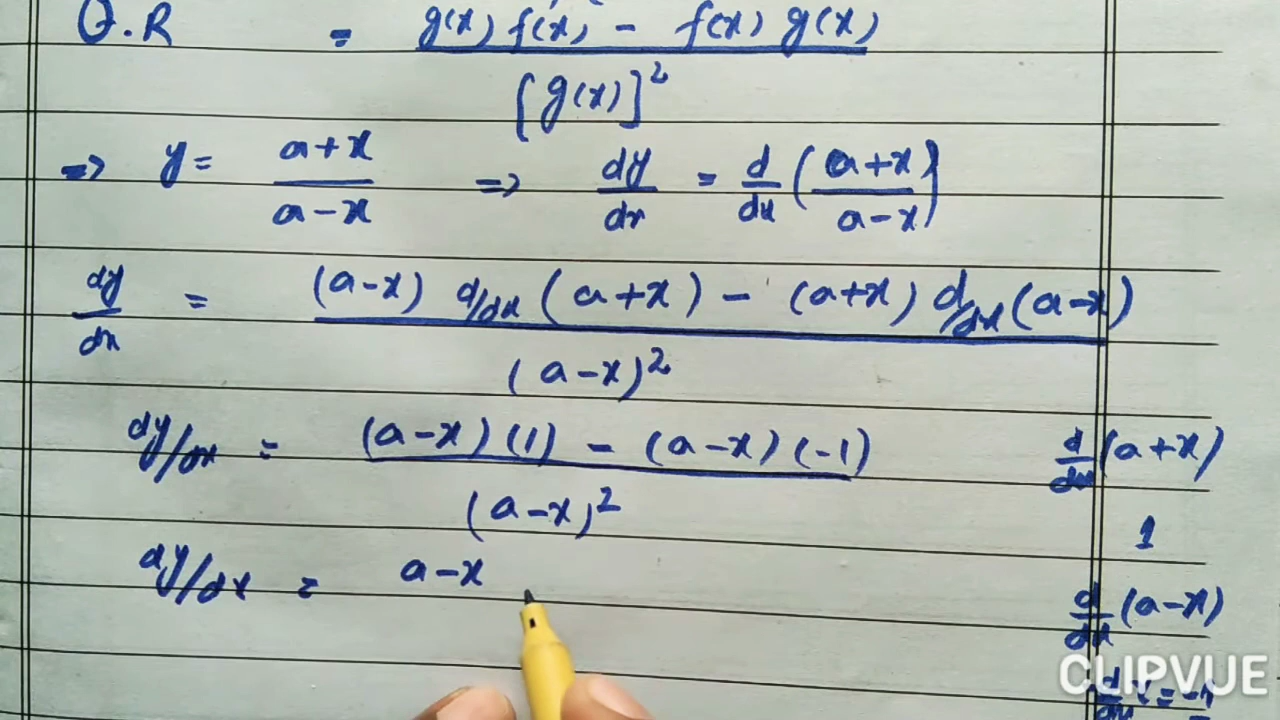 Q.R = g(x) f(x) - f(x) g(x)
[g(x)]²
⇒ y = a+x / a-x ⇒ dy/dx = d/dx (a+x / a-x)
dy/dx = (a-x) d/dx (a+x) - (a+x) d/dx (a-x)
(a-x)²
dy/dx = (a-x) (1) - (a-x) (-1)
(a-x)²
d/dx (a+x)
1
dy/dx = a-x
d/dx (a-x)
CLIPVUE